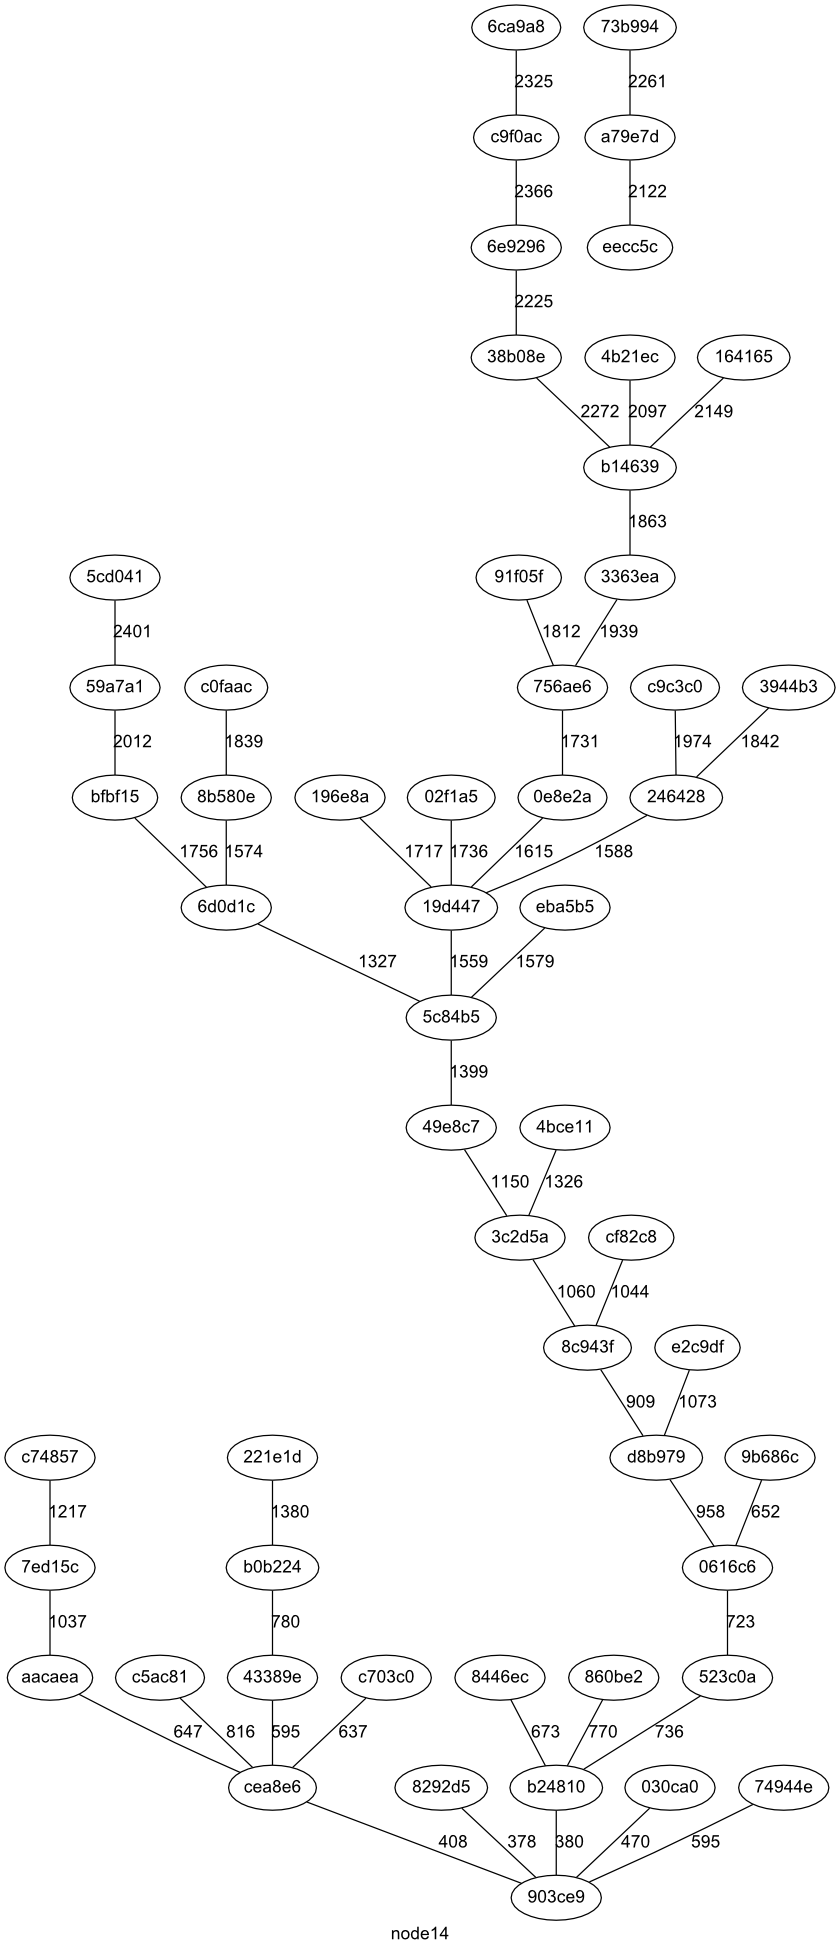 6ca9a8 73b994
2325 2261
c9f0ac a79e7d
2366 2122
6e9296 eecc5c
2225
38b08e 4b21ec 164165
2272 2097 2149
b14639
1863
5cd041 91f05f 3363ea
2401 1812 1939
59a7a1 c0faac 756ae6 c9c3c0 3944b3
2012 1839 1731 1974 1842
bfbf15 8b580e 196e8a 02f1a5 0e8e2a 246428
1756 1574 1717 1736 1615 1588
6d0d1c 19d447 eba5b5
1327 1559 1579
5c84b5
1399
49e8c7 4bce11
1150 1326
3c2d5a cf82c8
1060 1044
8c943f e2c9df
909 1073
c74857 221e1d d8b979 9b686c
1217 1380 958 652
7ed15c b0b224 0616c6
1037 780 723
aacaea c5ac81 43389e c703c0 8446ec 860be2 523c0a
647 816 595 637 673 770 736
cea8e6 8292d5 b24810 030ca0 74944e
408 378 380 470 595
903ce9
node14